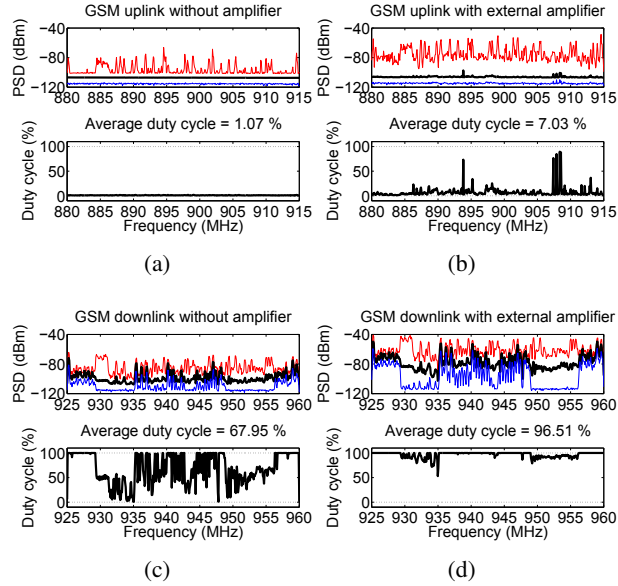 GSM uplink without amplifier
PSD (dBm)
−40
−80
−120
880 885 890 895 900 905 910 915
Average duty cycle = 1.07 %
Duty cycle (%)
100
50
0
880 885 890 895 900 905 910 915
Frequency (MHz)
(a)
GSM uplink with external amplifier
PSD (dBm)
−40
−80
−120
880 885 890 895 900 905 910 915
Average duty cycle = 7.03 %
Duty cycle (%)
100
50
0
880 885 890 895 900 905 910 915
Frequency (MHz)
(b)
GSM downlink without amplifier
PSD (dBm)
−40
−80
−120
925 930 935 940 945 950 955 960
Average duty cycle = 67.95 %
Duty cycle (%)
100
50
0
925 930 935 940 945 950 955 960
Frequency (MHz)
(c)
GSM downlink with external amplifier
PSD (dBm)
−40
−80
−120
925 930 935 940 945 950 955 960
Average duty cycle = 96.51 %
Duty cycle (%)
100
50
0
925 930 935 940 945 950 955 960
Frequency (MHz)
(d)